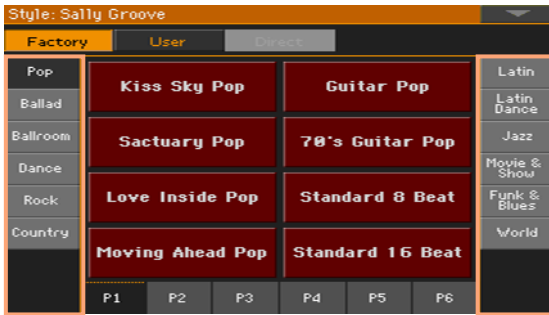 Style: Sally Groove
Factory
User
Direct
Pop
Ballad
Ballroom
Dance
Rock
Country
Kiss Sky Pop
Guitar Pop
Sactuary Pop
70's Guitar Pop
Love Inside Pop
Standard 8 Beat
Moving Ahead Pop
Standard 16 Beat
Latin
Latin
Dance
Jazz
Movie &
Show
Funk &
Blues
World
P1
P2
P3
P4
P5
P6